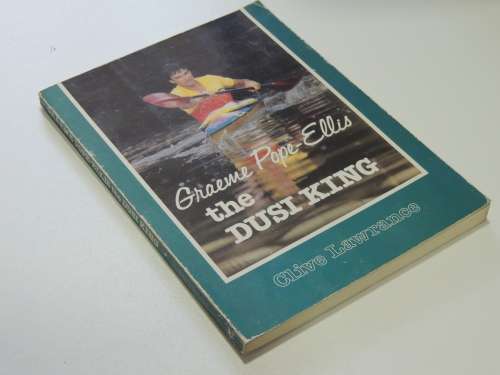 Graeme Pope-Ellis
the
DUSI KING
Clive Lawrance